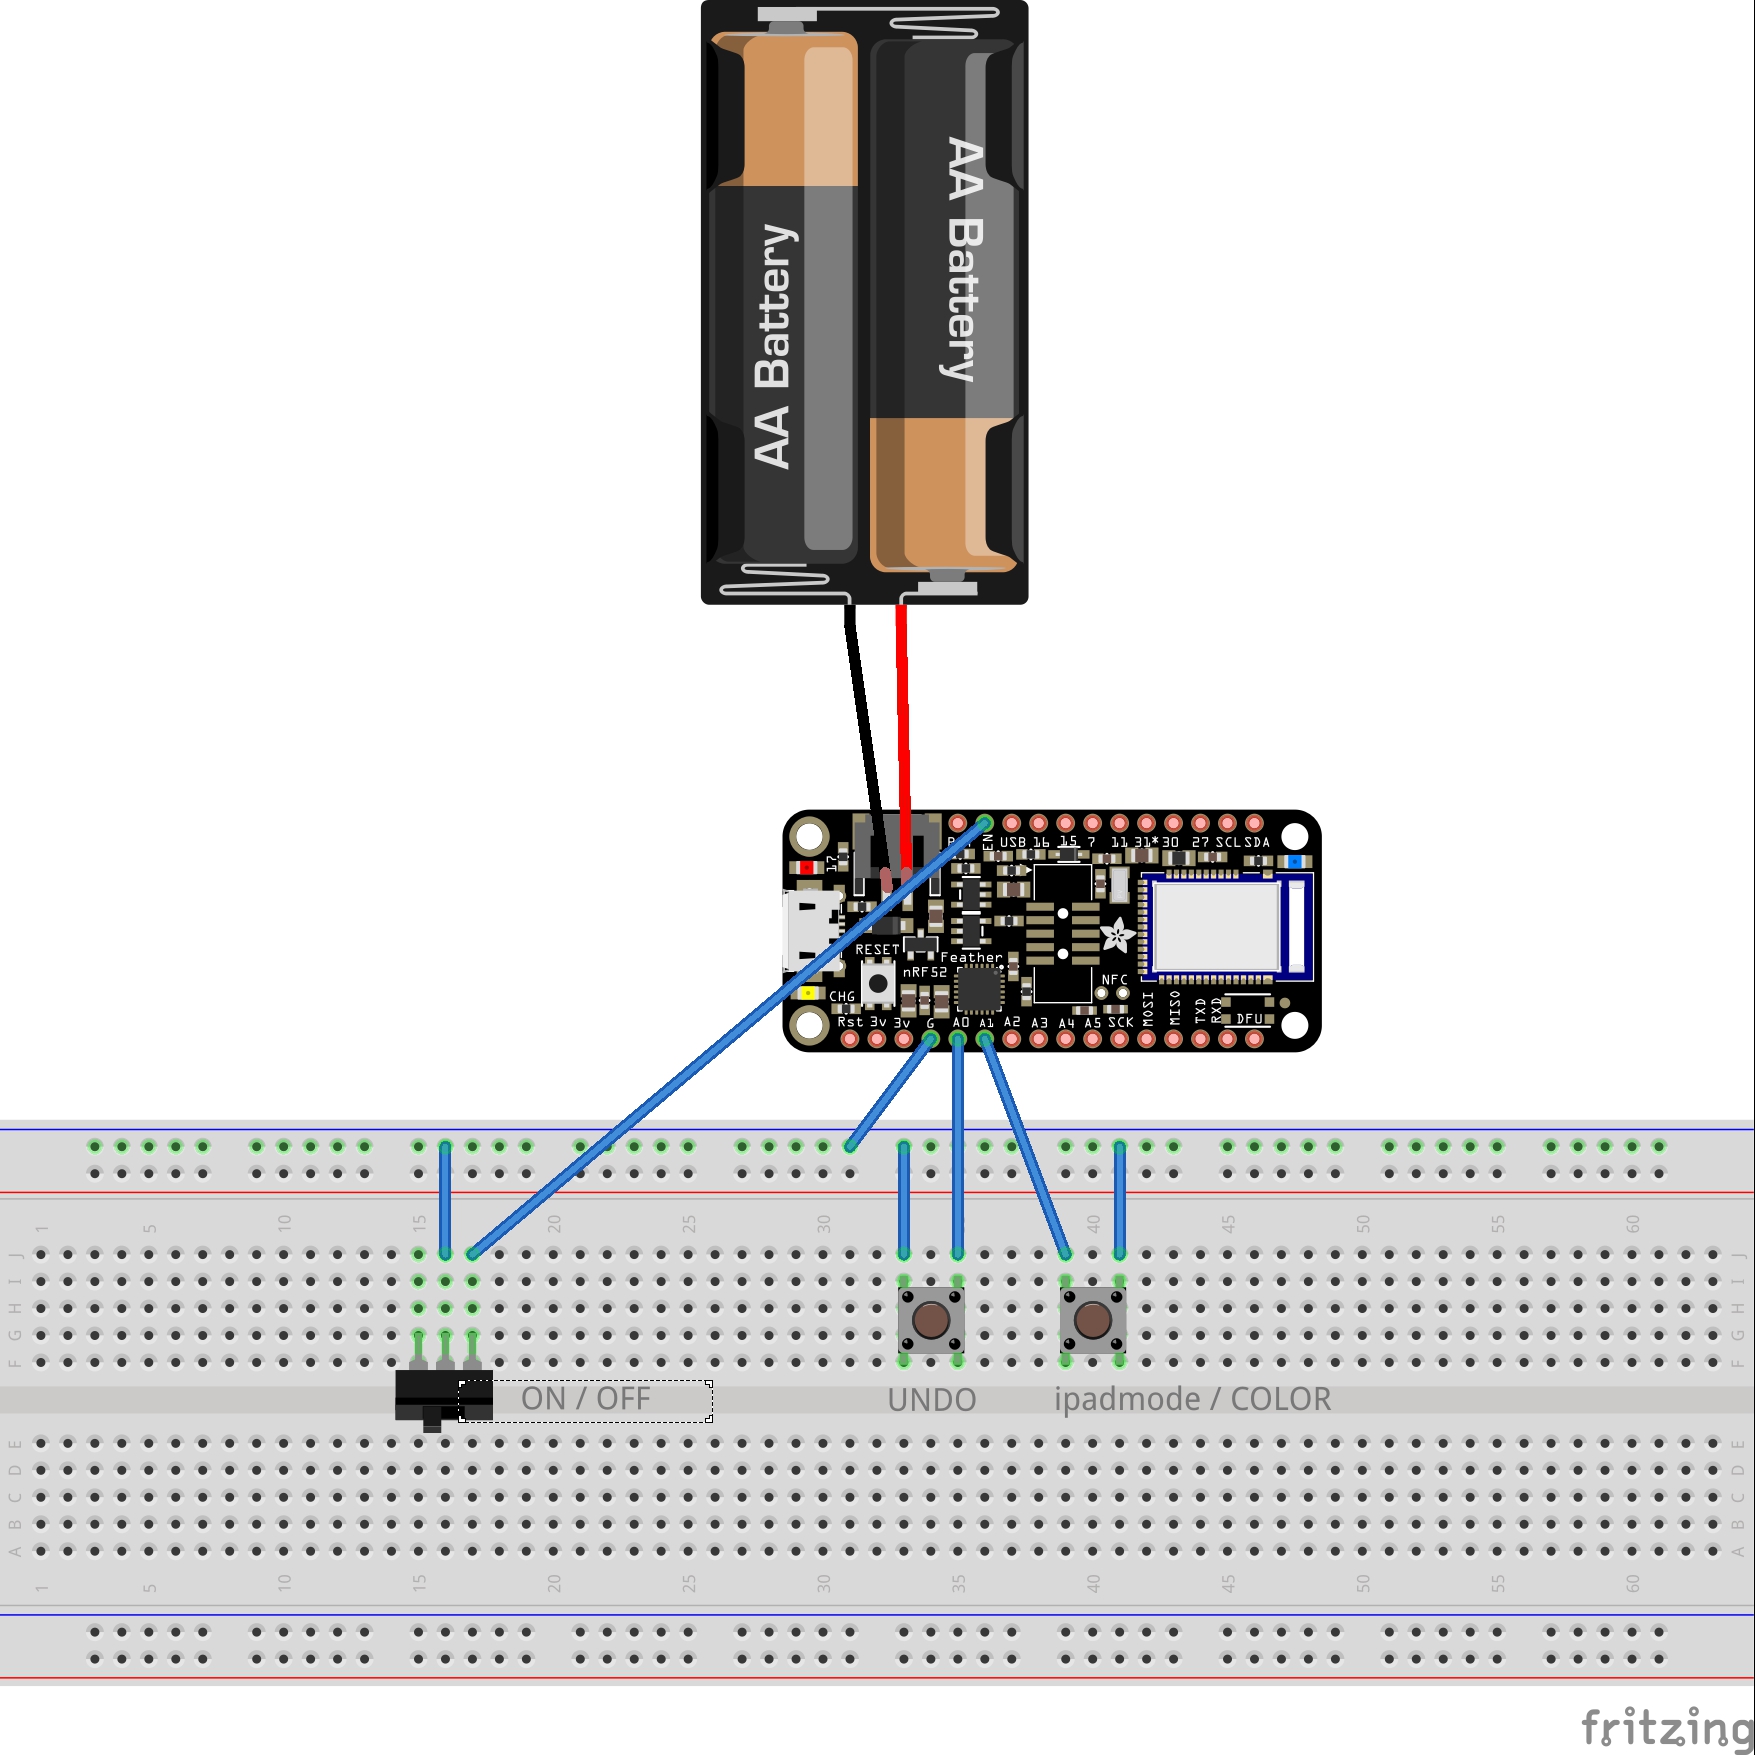 AA Battery
AA Battery
EN USB 16 15 7 11 31* 30 27 SCL SDA
17
RESET
Feather
nRF52
NFC
CHG
MOSI MISO TXD RXD DFU
Rst 3v 3v G A0 A1 A2 A3 A4 A5 SCK
1 5 10 15 20 25 30 35 40 45 50 55 60
J J
I I
H H
G G
F F
ON / OFF UNDO ipadmode / COLOR
E E
D D
C C
B B
A A
1 5 10 15 20 25 30 35 40 45 50 55 60
fritzing